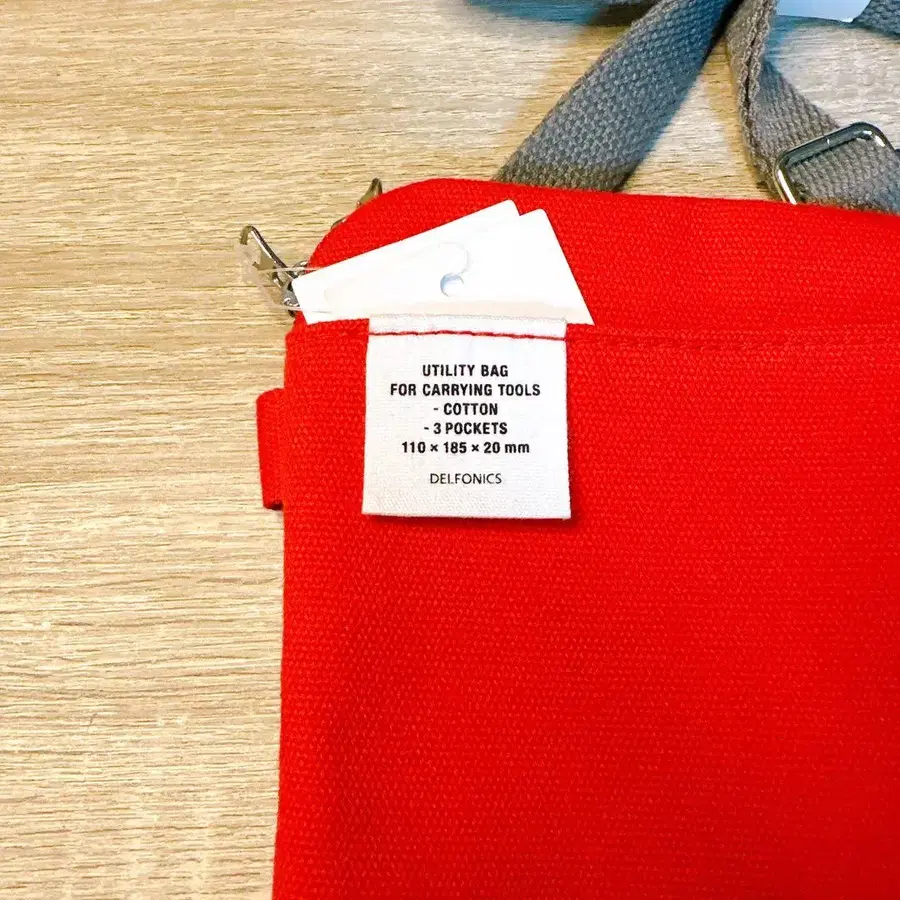 UTILITY BAG
FOR CARRYING TOOLS
- COTTON
- 3 POCKETS
110 × 185 × 20 mm
DELFONICS